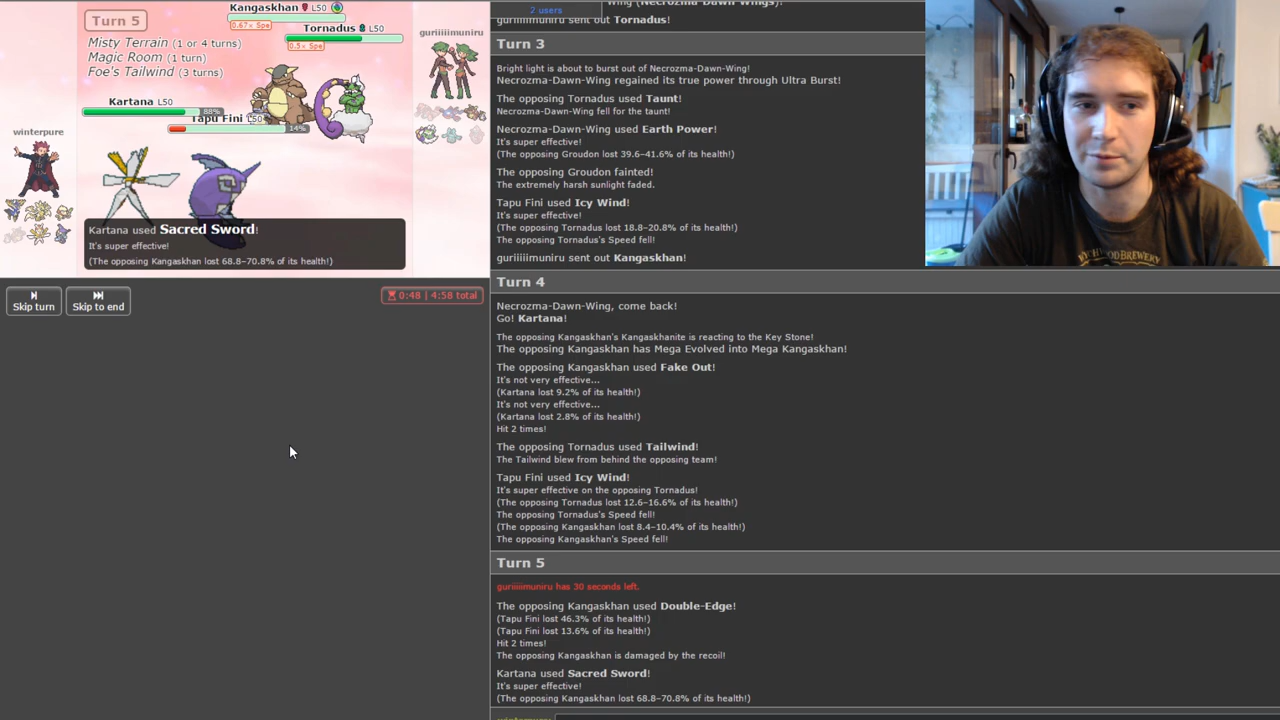 Turn 5
Misty Terrain (1 or 4 turns)
Magic Room (1 turn)
Foe's Tailwind (3 turns)
Kangaskhan L50
0.67× Spe
Tornadus L50
0.5× Spe
guriiiiimuniru
Kartana L50
88%
Tapu Fini L50
14%
winterpure
Kartana used Sacred Sword!
It's super effective!
(The opposing Kangaskhan lost 68.8–70.8% of its health!)
Skip turn
Skip to end
0:48 | 4:58 total
2 users
Wing (Necrozma-Dawn-Wings)!
guriiiiimuniru sent out Tornadus!
Turn 3
Bright light is about to burst out of Necrozma-Dawn-Wing!
Necrozma-Dawn-Wing regained its true power through Ultra Burst!
The opposing Tornadus used Taunt!
Necrozma-Dawn-Wing fell for the taunt!
Necrozma-Dawn-Wing used Earth Power!
It's super effective!
(The opposing Groudon lost 39.6–41.6% of its health!)
The opposing Groudon fainted!
The extremely harsh sunlight faded.
Tapu Fini used Icy Wind!
It's super effective!
(The opposing Tornadus lost 18.8–20.8% of its health!)
The opposing Tornadus's Speed fell!
guriiiiimuniru sent out Kangaskhan!
Turn 4
Necrozma-Dawn-Wing, come back!
Go! Kartana!
The opposing Kangaskhan's Kangaskhanite is reacting to the Key Stone!
The opposing Kangaskhan has Mega Evolved into Mega Kangaskhan!
The opposing Kangaskhan used Fake Out!
It's not very effective...
(Kartana lost 9.2% of its health!)
It's not very effective...
(Kartana lost 2.8% of its health!)
Hit 2 times!
The opposing Tornadus used Tailwind!
The Tailwind blew from behind the opposing team!
Tapu Fini used Icy Wind!
It's super effective on the opposing Tornadus!
(The opposing Tornadus lost 12.6–16.6% of its health!)
The opposing Tornadus's Speed fell!
(The opposing Kangaskhan lost 8.4–10.4% of its health!)
The opposing Kangaskhan's Speed fell!
Turn 5
guriiiiimuniru has 30 seconds left.
The opposing Kangaskhan used Double-Edge!
(Tapu Fini lost 46.3% of its health!)
(Tapu Fini lost 13.6% of its health!)
Hit 2 times!
The opposing Kangaskhan is damaged by the recoil!
Kartana used Sacred Sword!
It's super effective!
(The opposing Kangaskhan lost 68.8–70.8% of its health!)